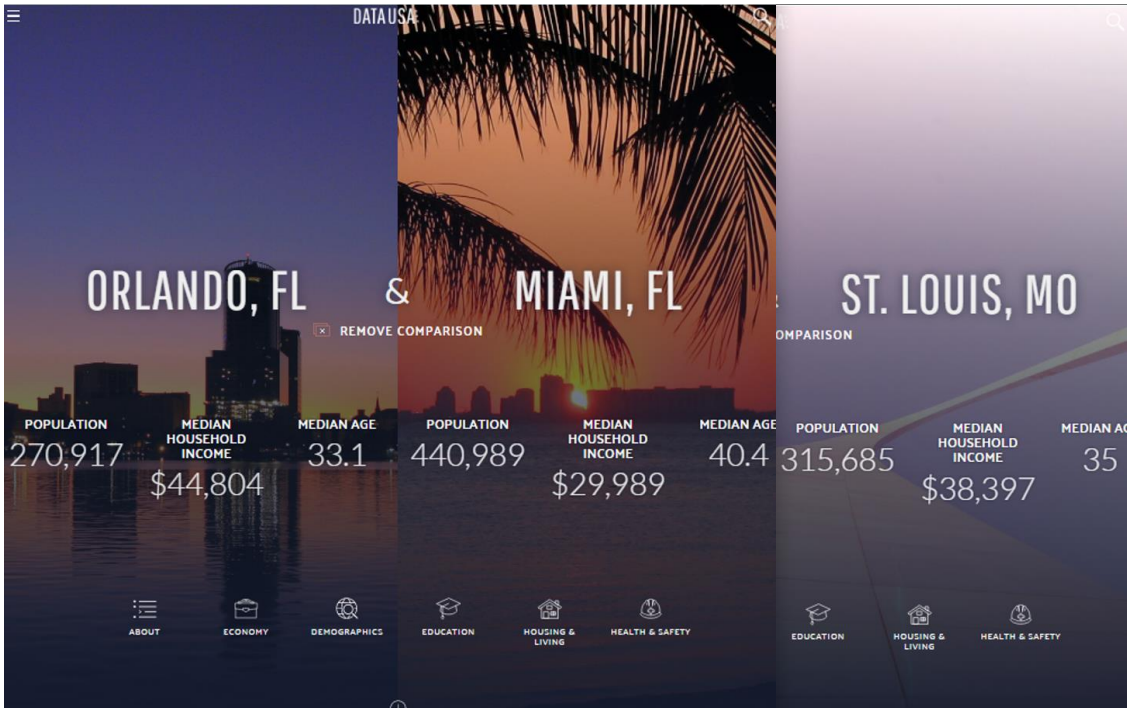 DATA USA
ORLANDO, FL
&
MIAMI, FL
ST. LOUIS, MO
REMOVE COMPARISON
OMPARISON
POPULATION
270,917
MEDIAN
HOUSEHOLD
INCOME
$44,804
MEDIAN AGE
33.1
POPULATION
440,989
MEDIAN
HOUSEHOLD
INCOME
$29,989
MEDIAN AGE
40.4
POPULATION
315,685
MEDIAN
HOUSEHOLD
INCOME
$38,397
MEDIAN AG
35
ABOUT
ECONOMY
DEMOGRAPHICS
EDUCATION
HOUSING &
LIVING
HEALTH & SAFETY
EDUCATION
HOUSING &
LIVING
HEALTH & SAFETY